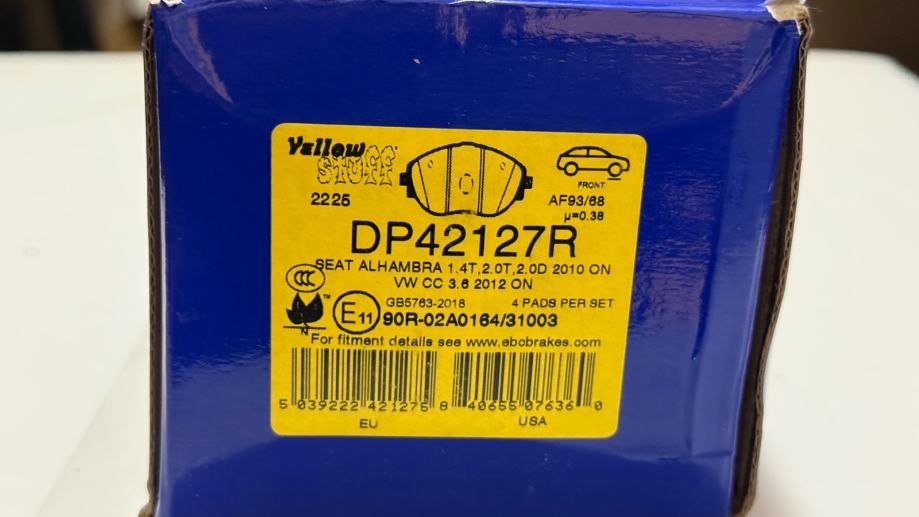 Yellow
STUFF
2225
FRONT
AF93/68
µ=0.38
DP42127R
SEAT ALHAMBRA 1.4T,2.0T,2.0D 2010 ON
VW CC 3.6 2012 ON
CCC
GB5763-2018 4 PADS PER SET
N
E11 90R-02A0164/31003
For fitment details see www.ebcbrakes.com
5 039222 421275 8 40655 07636 0
EU USA